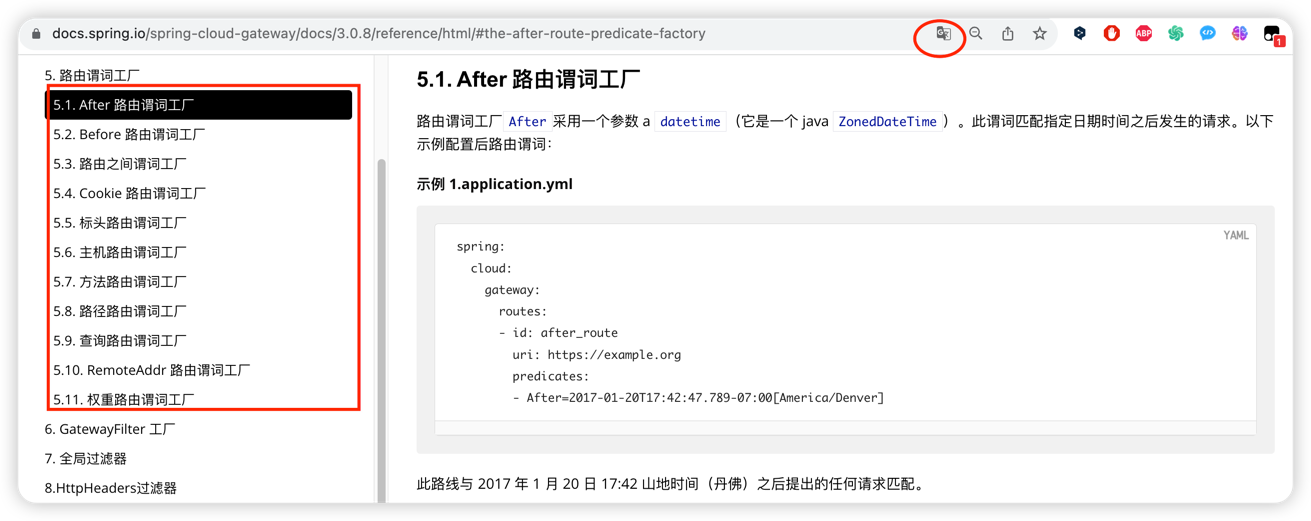 docs.spring.io/spring-cloud-gateway/docs/3.0.8/reference/html/#the-after-route-predicate-factory
ABP
1
5. 路由谓词工厂
5.1. After 路由谓词工厂
5.2. Before 路由谓词工厂
5.3. 路由之间谓词工厂
5.4. Cookie 路由谓词工厂
5.5. 标头路由谓词工厂
5.6. 主机路由谓词工厂
5.7. 方法路由谓词工厂
5.8. 路径路由谓词工厂
5.9. 查询路由谓词工厂
5.10. RemoteAddr 路由谓词工厂
5.11. 权重路由谓词工厂
6. GatewayFilter 工厂
7. 全局过滤器
8.HttpHeaders过滤器
5.1. After 路由谓词工厂
路由谓词工厂 After 采用一个参数 a datetime （它是一个 java ZonedDateTime ）。此谓词匹配指定日期时间之后发生的请求。以下
示例配置后路由谓词：
示例 1.application.yml
YAML
spring:
  cloud:
    gateway:
      routes:
      - id: after_route
        uri: https://example.org
        predicates:
        - After=2017-01-20T17:42:47.789-07:00[America/Denver]
此路线与 2017 年 1 月 20 日 17:42 山地时间（丹佛）之后提出的任何请求匹配。